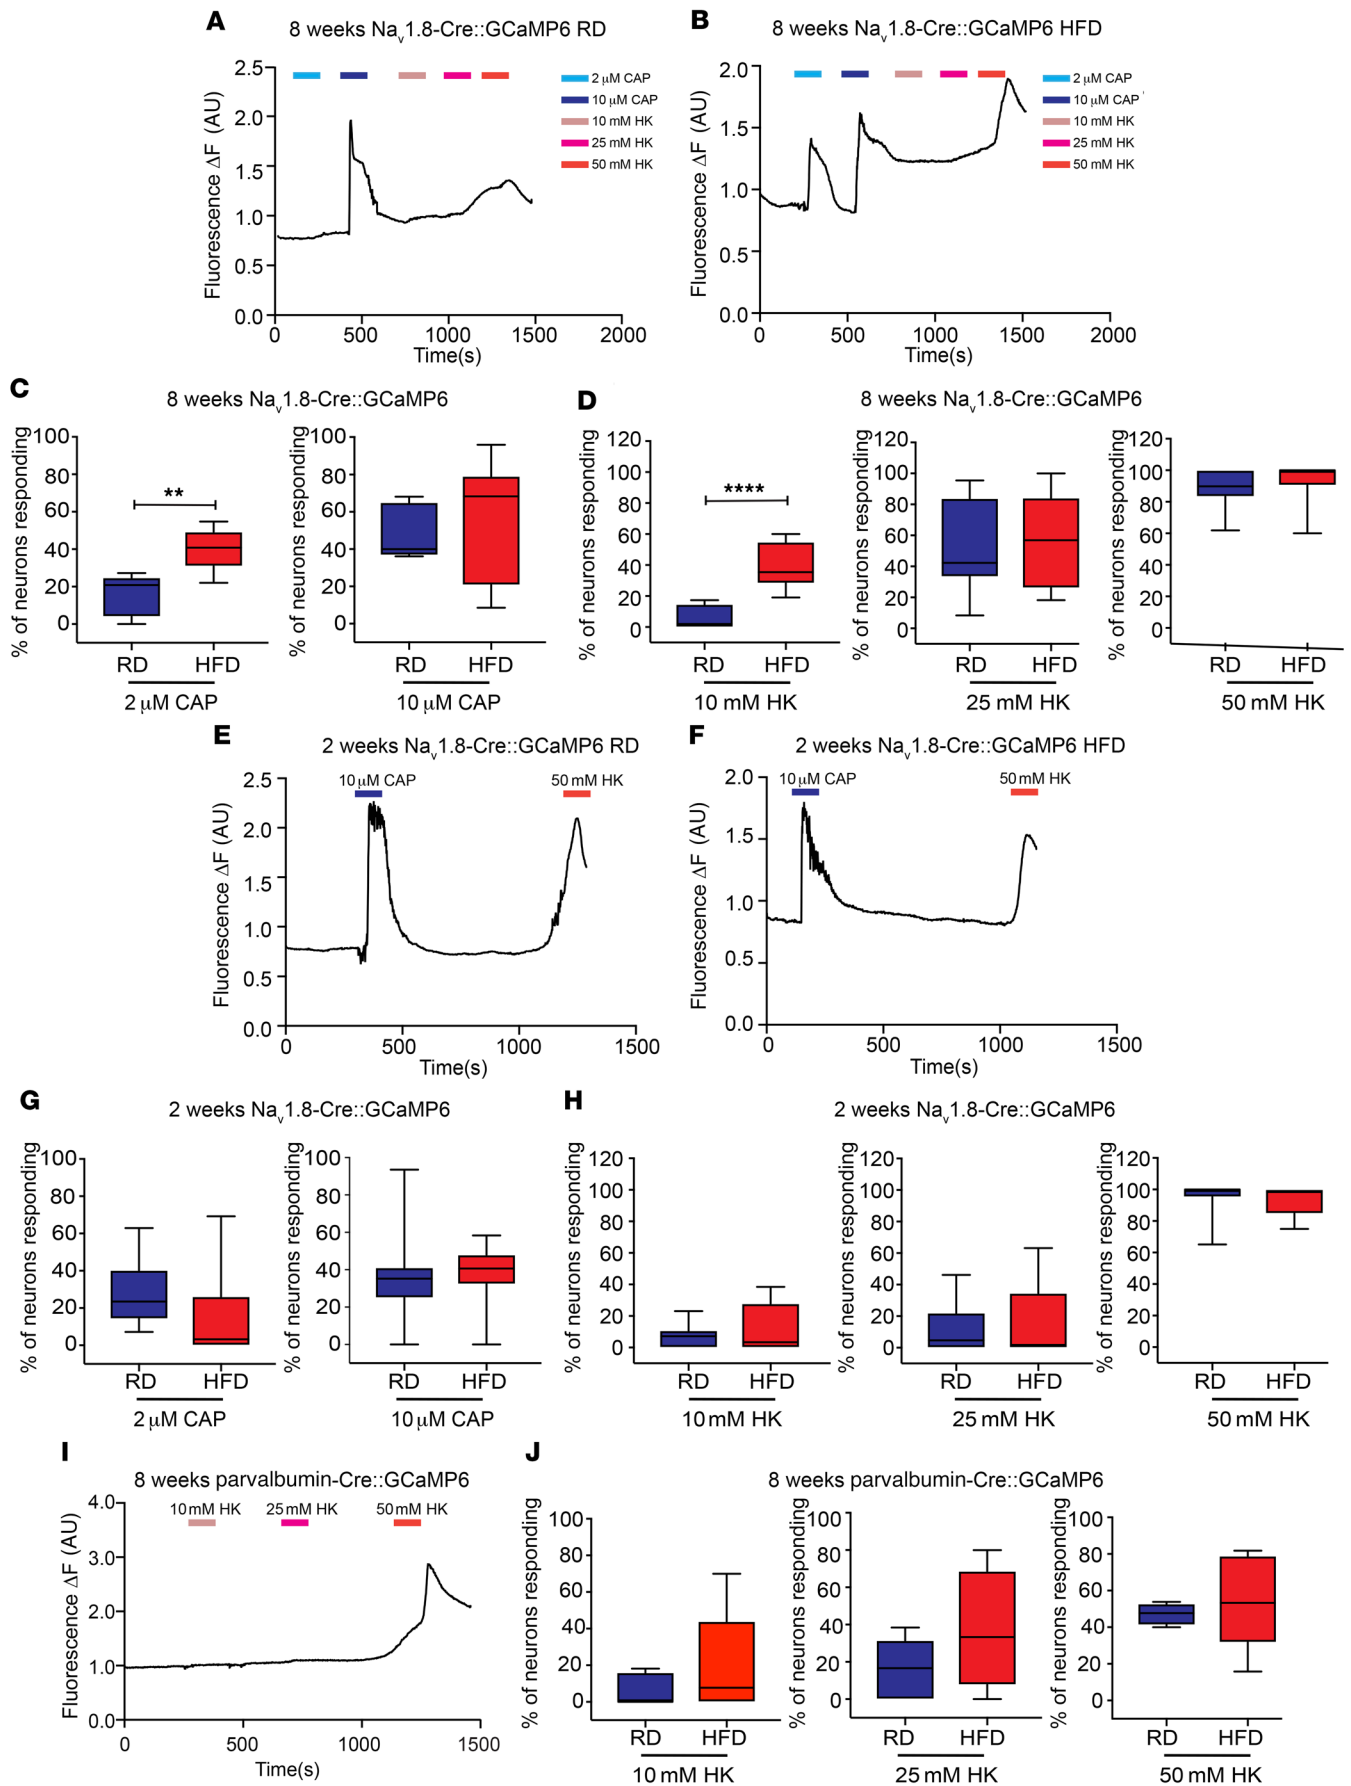 A
8 weeks Nav1.8-Cre::GCaMP6 RD
Fluorescence ΔF (AU)
2.5
2.0
1.5
1.0
0.5
0.0
0 500 1000 1500 2000
Time(s)
2 μM CAP
10 μM CAP
10 mM HK
25 mM HK
50 mM HK
B
8 weeks Nav1.8-Cre::GCaMP6 HFD
Fluorescence ΔF (AU)
2.0
1.5
1.0
0.5
0.0
0 500 1000 1500 2000
Time(s)
2 μM CAP
10 μM CAP
10 mM HK
25 mM HK
50 mM HK
C
8 weeks Nav1.8-Cre::GCaMP6
% of neurons responding
100
80
60
40
20
0
**
RD HFD
2 μM CAP
% of neurons responding
100
80
60
40
20
0
RD HFD
10 μM CAP
D
8 weeks Nav1.8-Cre::GCaMP6
% of neurons responding
120
100
80
60
40
20
0
****
RD HFD
10 mM HK
% of neurons responding
120
100
80
60
40
20
0
RD HFD
25 mM HK
% of neurons responding
120
100
80
60
40
20
0
RD HFD
50 mM HK
E
2 weeks Nav1.8-Cre::GCaMP6 RD
10 μM CAP 50 mM HK
Fluorescence ΔF (AU)
2.5
2.0
1.5
1.0
0.5
0.0
0 500 1000 1500
Time(s)
F
2 weeks Nav1.8-Cre::GCaMP6 HFD
10 μM CAP 50 mM HK
Fluorescence ΔF (AU)
2.0
1.5
1.0
0.5
0.0
0 500 1000 1500
Time(s)
G
2 weeks Nav1.8-Cre::GCaMP6
% of neurons responding
100
80
60
40
20
0
RD HFD
2 μM CAP
% of neurons responding
100
80
60
40
20
0
RD HFD
10 μM CAP
H
2 weeks Nav1.8-Cre::GCaMP6
% of neurons responding
120
100
80
60
40
20
0
RD HFD
10 mM HK
% of neurons responding
120
100
80
60
40
20
0
RD HFD
25 mM HK
% of neurons responding
120
100
80
60
40
20
0
RD HFD
50 mM HK
I
8 weeks parvalbumin-Cre::GCaMP6
10 mM HK 25 mM HK 50 mM HK
Fluorescence ΔF (AU)
4.0
3.0
2.0
1.0
0.0
0 500 1000 1500
Time(s)
J
8 weeks parvalbumin-Cre::GCaMP6
% of neurons responding
100
80
60
40
20
0
RD HFD
10 mM HK
% of neurons responding
100
80
60
40
20
0
RD HFD
25 mM HK
% of neurons responding
100
80
60
40
20
0
RD HFD
50 mM HK